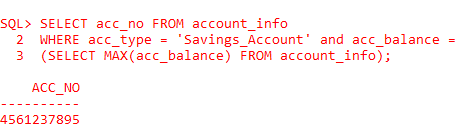 SQL> SELECT acc_no FROM account_info
2 WHERE acc_type = 'Savings_Account' and acc_balance =
3 (SELECT MAX(acc_balance) FROM account_info);
ACC_NO
----------
4561237895